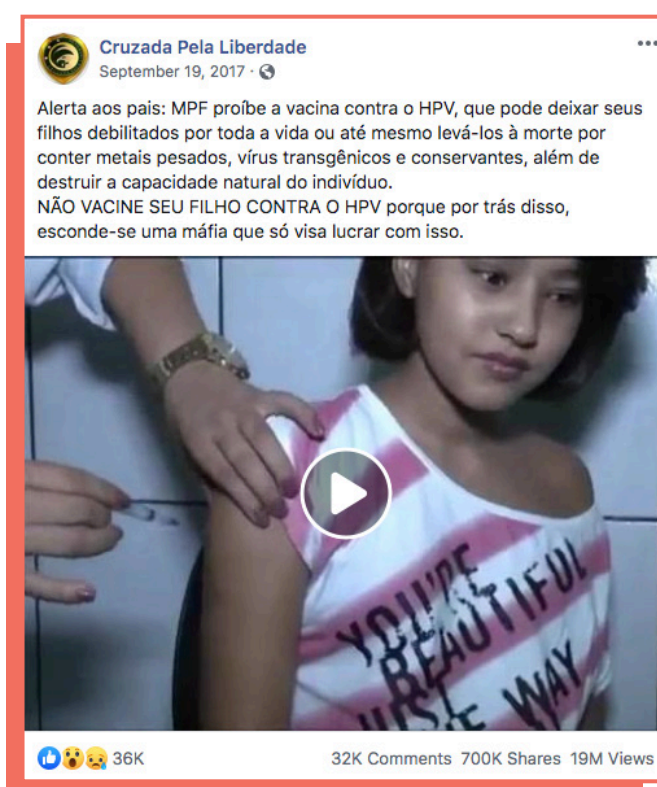 Cruzada Pela Liberdade
September 19, 2017 ·
Alerta aos pais: MPF proíbe a vacina contra o HPV, que pode deixar seus
filhos debilitados por toda a vida ou até mesmo levá-los à morte por
conter metais pesados, vírus transgênicos e conservantes, além de
destruir a capacidade natural do indivíduo.
NÃO VACINE SEU FILHO CONTRA O HPV porque por trás disso,
esconde-se uma máfia que só visa lucrar com isso.
YOU'RE
BEAUTIFUL
JUST
WAY
36K 32K Comments 700K Shares 19M Views